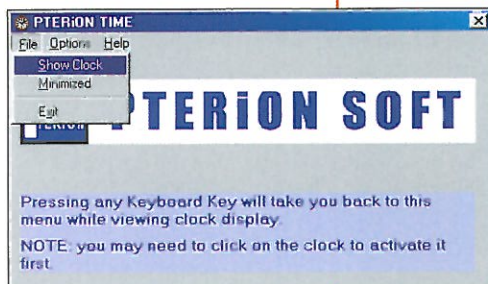 PTERiON TIME
File Options Help
Show Clock
Minimized
Exit
PTERiON SOFT
Pressing any Keyboard Key will take you back to this
menu while viewing clock display.
NOTE: you may need to click on the clock to activate it
first.